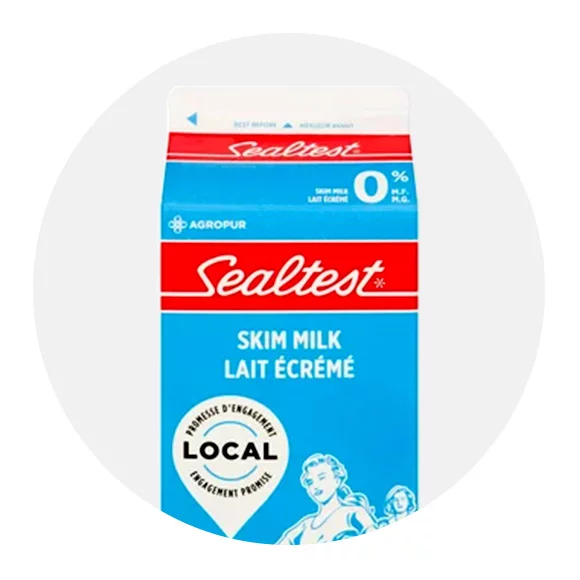 BEST BEFORE MEILLEUR AVANT
Sealtest*
SKIM MILK
LAIT ÉCRÉMÉ
0%
M.F.
M.G.
AGROPUR
Sealtest*
SKIM MILK
LAIT ÉCRÉMÉ
PROMESSE D'ENGAGEMENT
LOCAL
ENGAGEMENT PROMISE